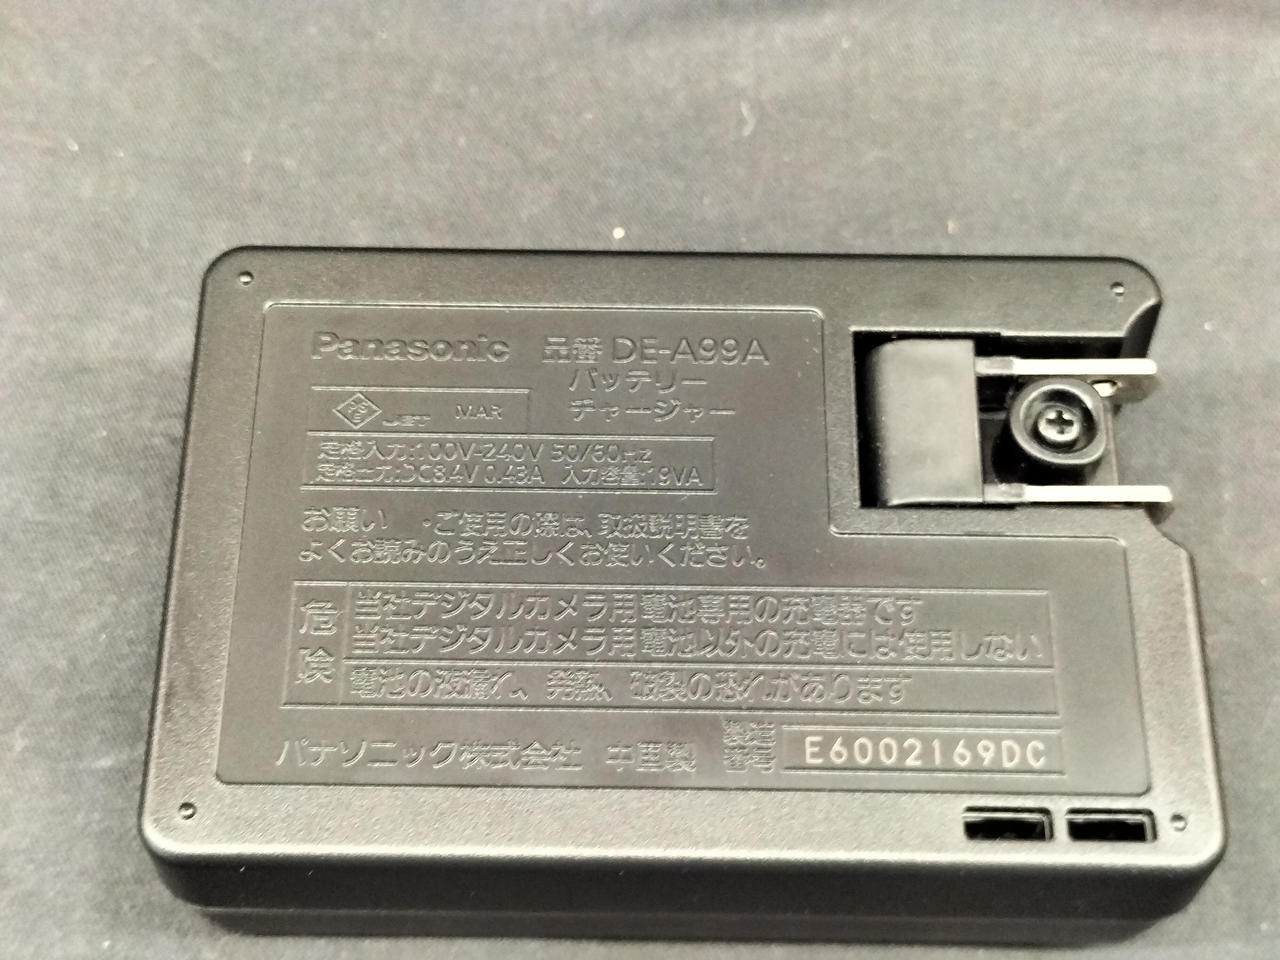 Panasonic 品番 DE-A99A
バッテリー
チャージャー
PSE JET MAR
定格入力:100V-240V 50/60Hz
定格出力:DC8.4V 0.43A 入力容量:19VA
お願い ・ご使用の際は、取扱説明書を
よくお読みのうえ正しくお使いください。
危険
当社デジタルカメラ用電池専用の充電器です
当社デジタルカメラ用電池以外の充電には使用しない
電池の液漏れ、発熱、破裂の恐れがあります
パナソニック株式会社 中国製 製造番号 E6002169DC